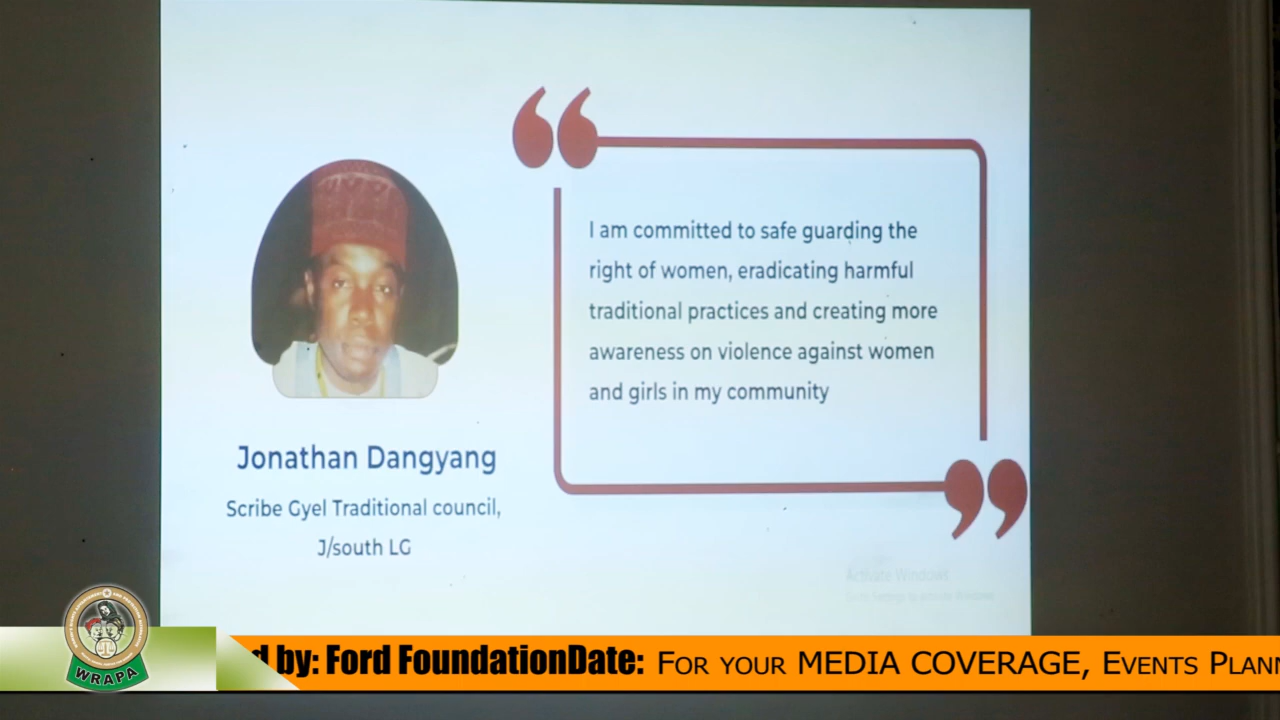 I am committed to safe guarding the
right of women, eradicating harmful
traditional practices and creating more
awareness on violence against women
and girls in my community
Jonathan Dangyang
Scribe Gyel Traditional council,
J/south LG
Activate Windows
WRAPA
d by: Ford FoundationDate: FOR YOUR MEDIA COVERAGE, EVENTS PLANN